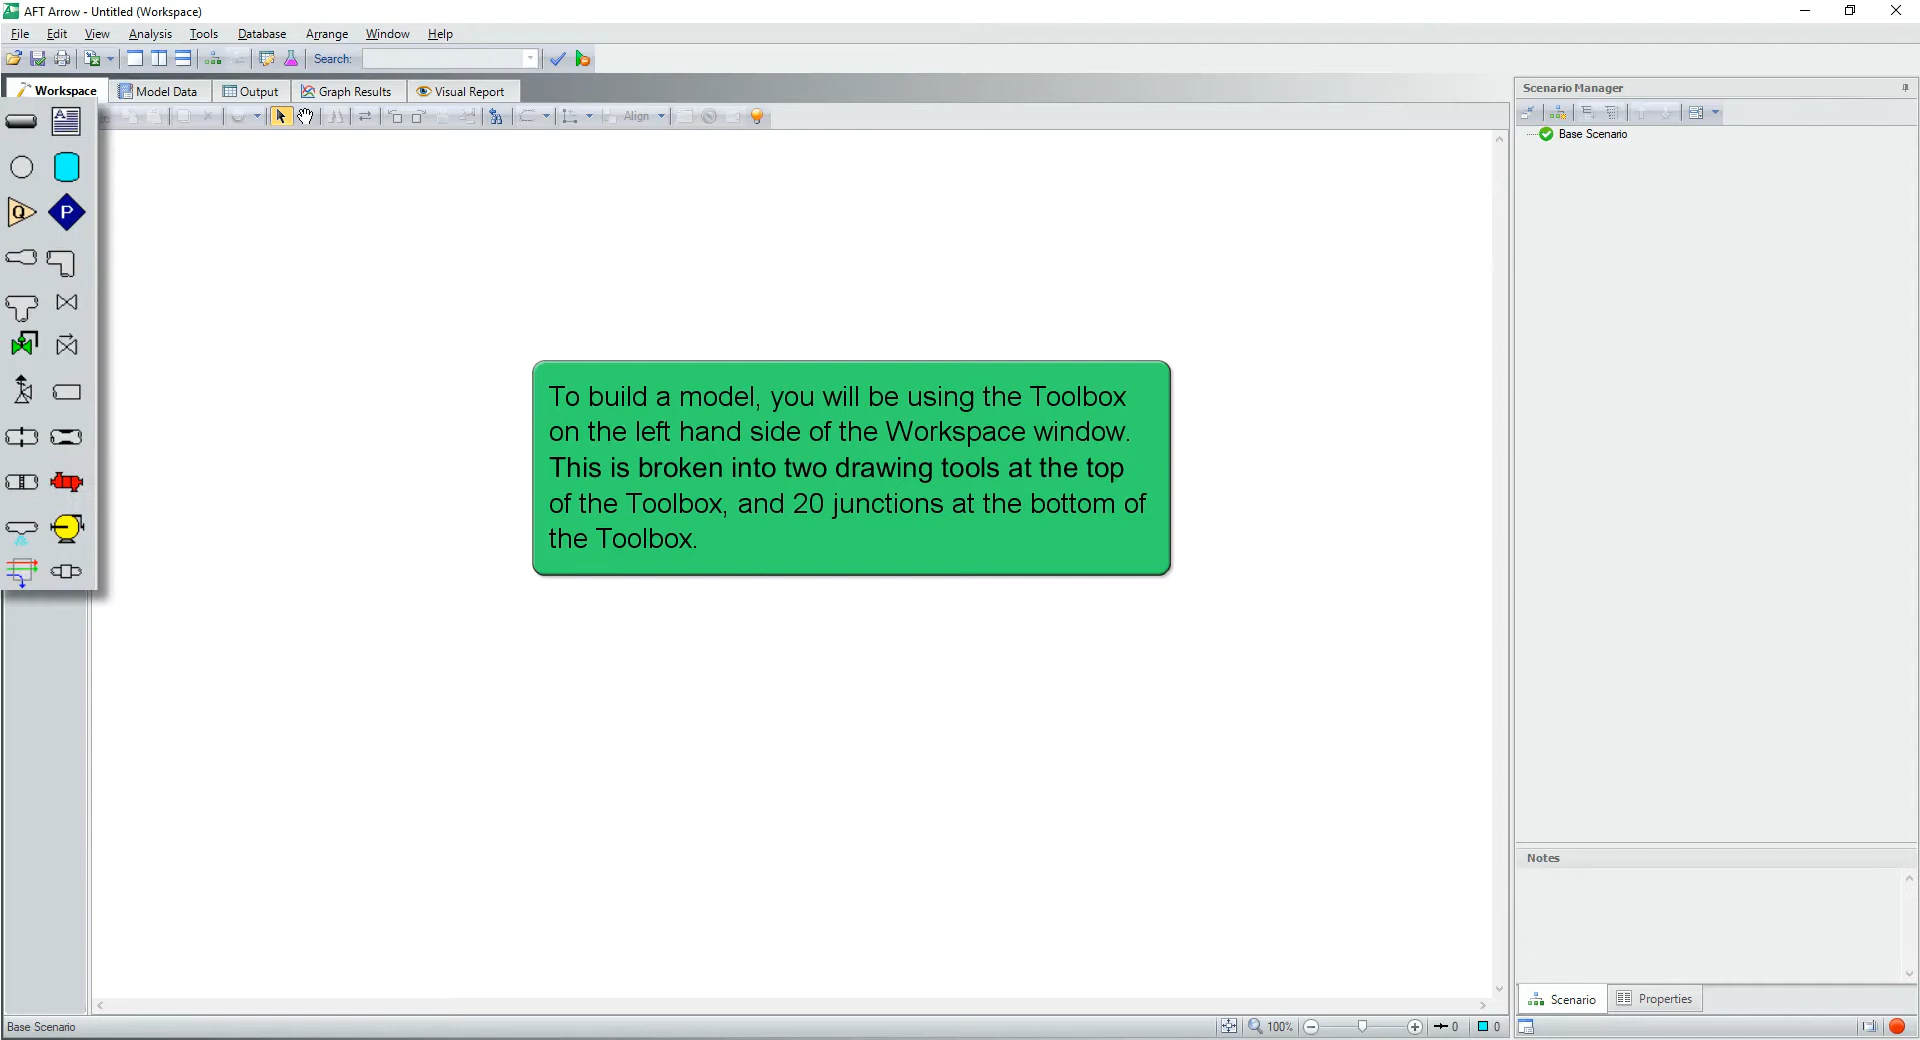 AFT Arrow - Untitled (Workspace)
File Edit View Analysis Tools Database Arrange Window Help
Search:
Workspace Model Data Output Graph Results Visual Report
Scenario Manager
A
Align
Base Scenario
Q P
To build a model, you will be using the Toolbox
on the left hand side of the Workspace window.
This is broken into two drawing tools at the top
of the Toolbox, and 20 junctions at the bottom of
the Toolbox.
Notes
Scenario Properties
Base Scenario 100% 0 0